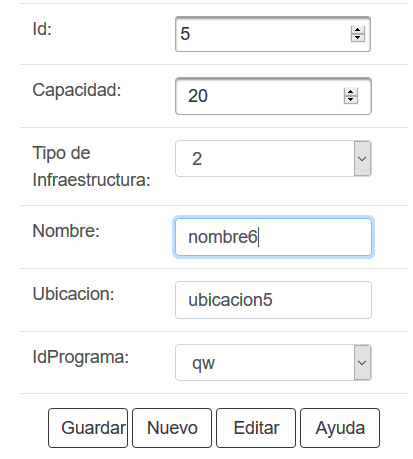 Id:
5
Capacidad:
20
Tipo de
Infraestructura:
2
Nombre:
nombre6
Ubicacion:
ubicacion5
IdPrograma:
qw
Guardar Nuevo Editar Ayuda